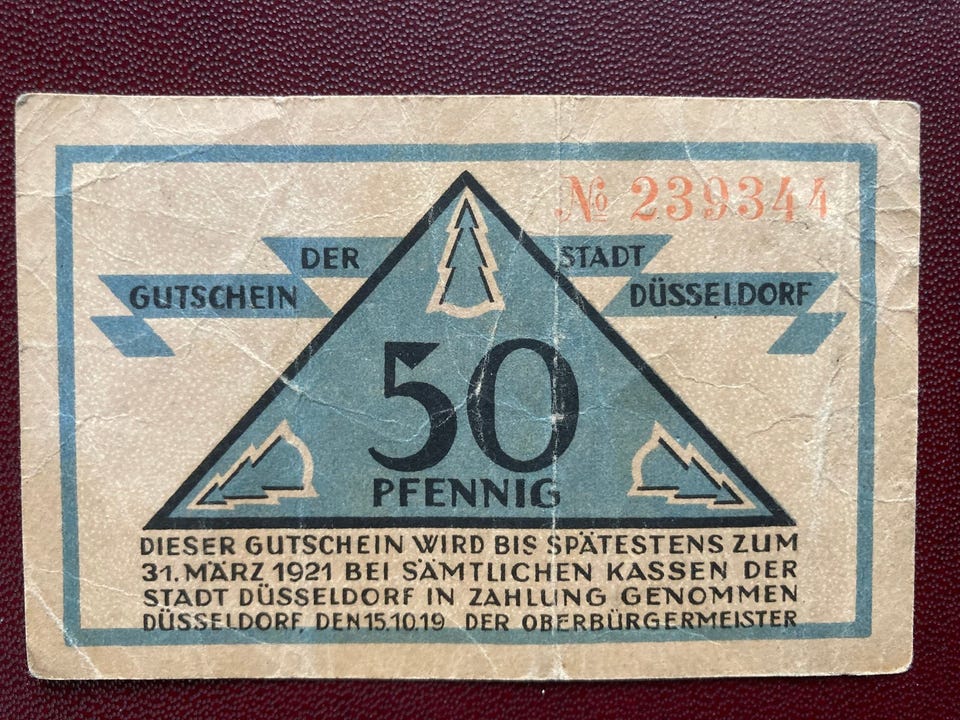 № 239344
DER STADT
GUTSCHEIN DÜSSELDORF
50
PFENNIG
DIESER GUTSCHEIN WIRD BIS SPÄTESTENS ZUM
31. MÄRZ 1921 BEI SÄMTLICHEN KASSEN DER
STADT DÜSSELDORF IN ZAHLUNG GENOMMEN
DÜSSELDORF DEN 15.10.19 DER OBERBÜRGERMEISTER